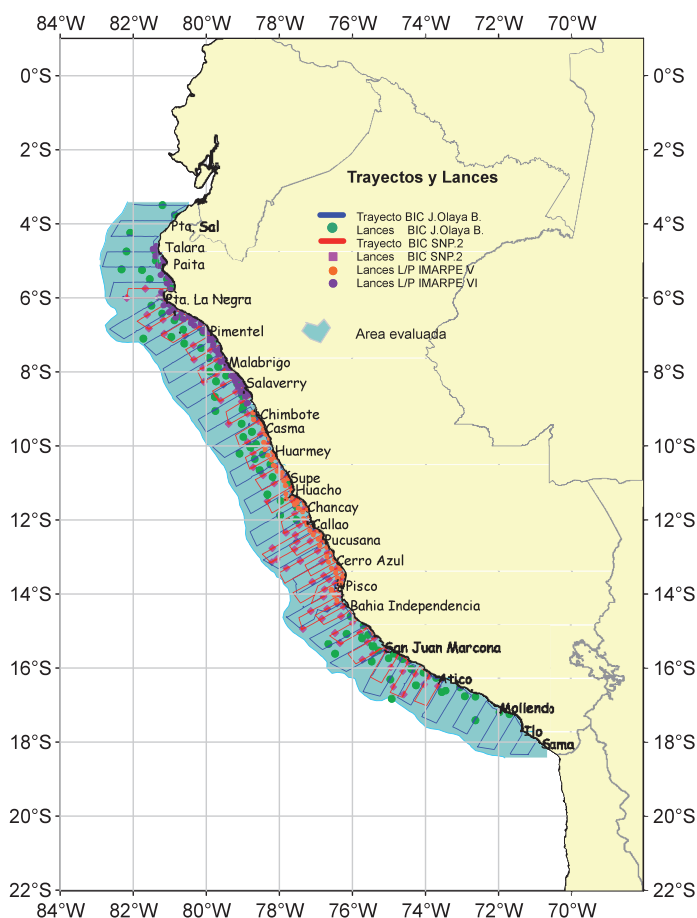 84°W 82°W 80°W 78°W 76°W 74°W 72°W 70°W
0°S 0°S
2°S 2°S
Trayectos y Lances
Trayecto BIC J.Olaya B.
4°S 4°S
Lances BIC J.Olaya B.
Pta. Sal
Trayecto BIC SNP.2
Talara
Lances BIC SNP.2
Paita
Lances L/P IMARPE V
Lances L/P IMARPE VI
6°S 6°S
Pta. La Negra
Pimentel
Area evaluada
Malabrigo
8°S 8°S
Salaverry
Chimbote
Casma
10°S 10°S
Huarmey
Supe
Huacho
Chancay
12°S 12°S
Callao
Pucusana
Cerro Azul
14°S 14°S
Pisco
Bahia Independencia
San Juan Marcona
16°S 16°S
Atico
Mollendo
Ilo
18°S 18°S
Sama
20°S 20°S
22°S 22°S
84°W 82°W 80°W 78°W 76°W 74°W 72°W 70°W